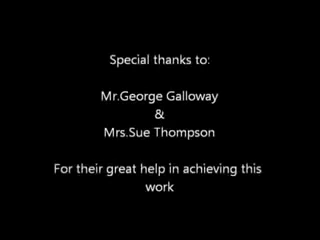 Special thanks to:
Mr.George Galloway
&
Mrs.Sue Thompson
For their great help in achieving this
work